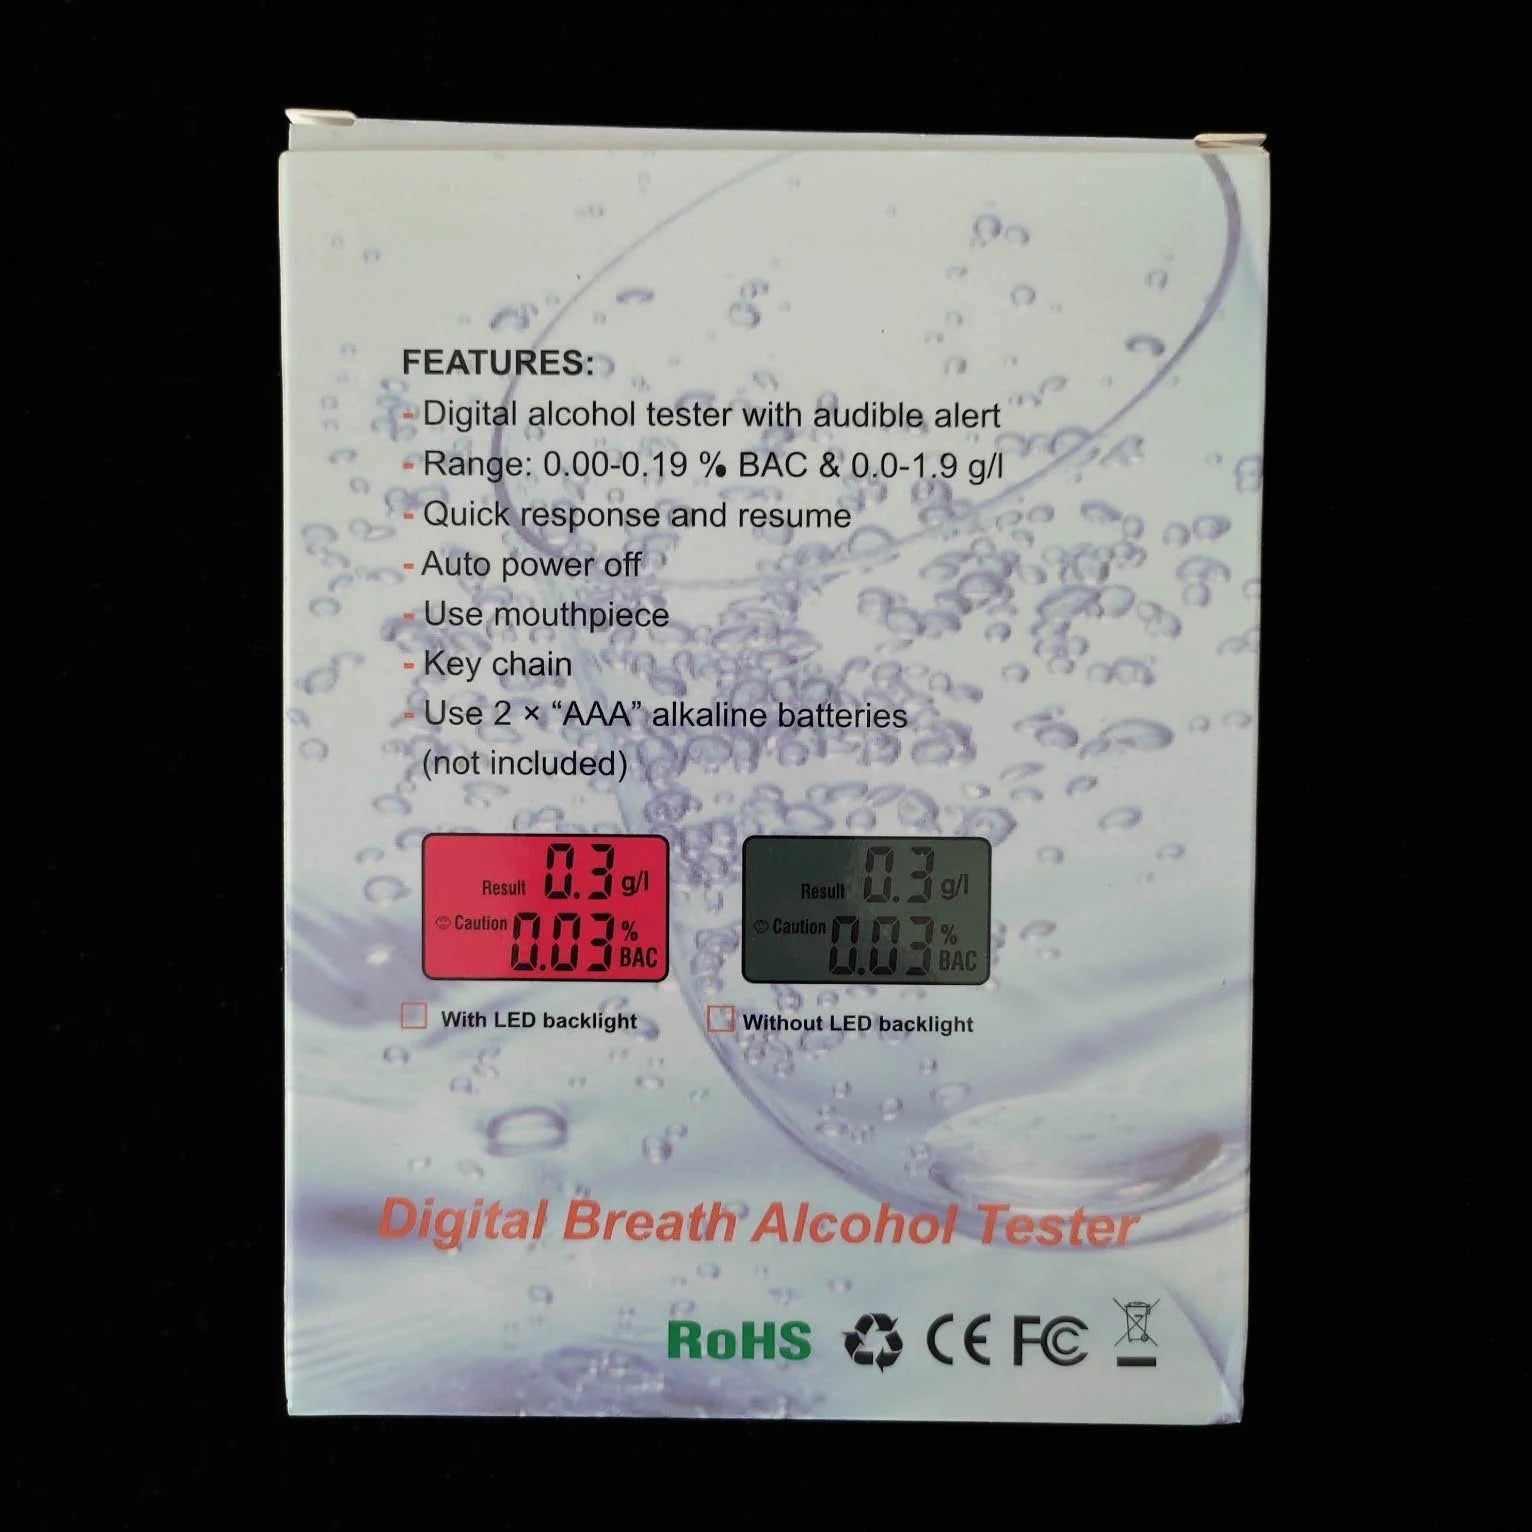 FEATURES:
- Digital alcohol tester with audible alert
- Range: 0.00-0.19 % BAC & 0.0-1.9 g/l
- Quick response and resume
- Auto power off
- Use mouthpiece
- Key chain
- Use 2 × “AAA” alkaline batteries
(not included)
Result 0.3 g/l
Caution 0.03 % BAC
Result 0.3 g/l
Caution 0.03 % BAC
With LED backlight
Without LED backlight
Digital Breath Alcohol Tester
RoHS CE FC